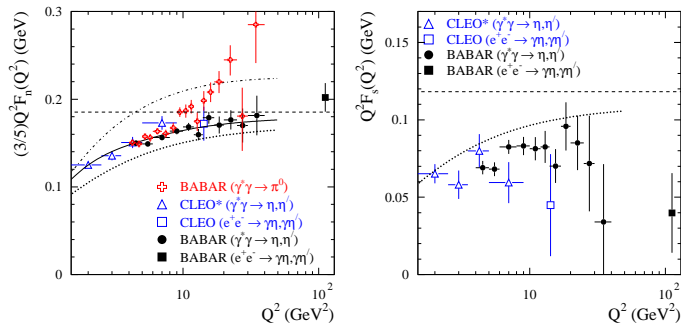 (3/5)Q²Fₙ(Q²) (GeV)
0.3
0.2
0.1
0
BABAR (γ*γ → π⁰)
CLEO* (γ*γ → η,η′)
CLEO (e⁺e⁻ → γη,γη′)
BABAR (γ*γ → η,η′)
BABAR (e⁺e⁻ → γη,γη′)
10
10²
Q² (GeV²)
Q²Fₛ(Q²) (GeV)
0.15
0.1
0.05
0
CLEO* (γ*γ → η,η′)
CLEO (e⁺e⁻ → γη,γη′)
BABAR (γ*γ → η,η′)
BABAR (e⁺e⁻ → γη,γη′)
10
10²
Q² (GeV²)